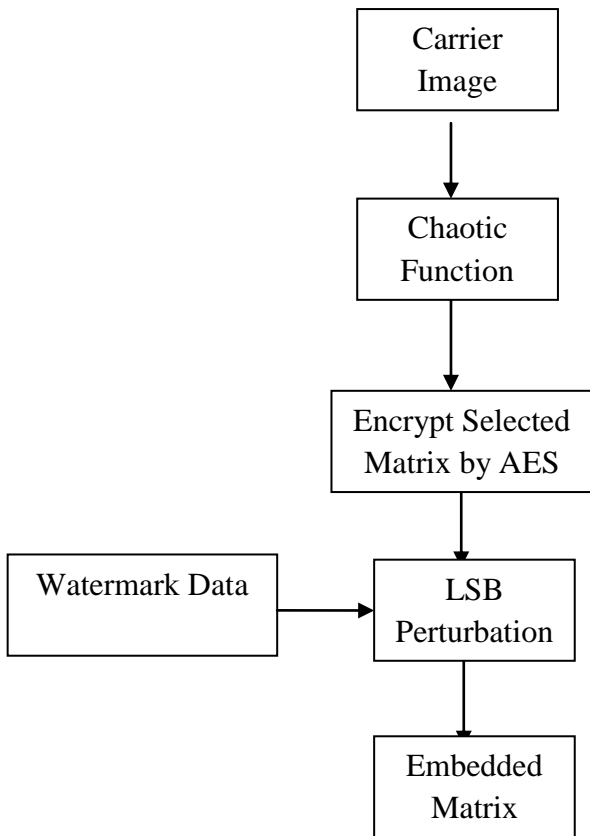 Carrier
Image
Chaotic
Function
Encrypt Selected
Matrix by AES
Watermark Data
LSB
Perturbation
Embedded
Matrix